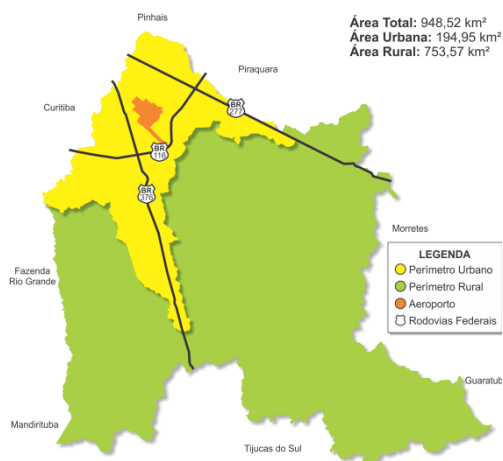 Pinhais
Área Total: 948,52 km²
Área Urbana: 194,95 km²
Área Rural: 753,57 km²
Piraquara
Curitiba
BR
277
BR
116
BR
376
Morretes
LEGENDA
Perímetro Urbano
Perímetro Rural
Aeroporto
Rodovias Federais
Fazenda
Rio Grande
Guaratub
Mandirituba
Tijucas do Sul